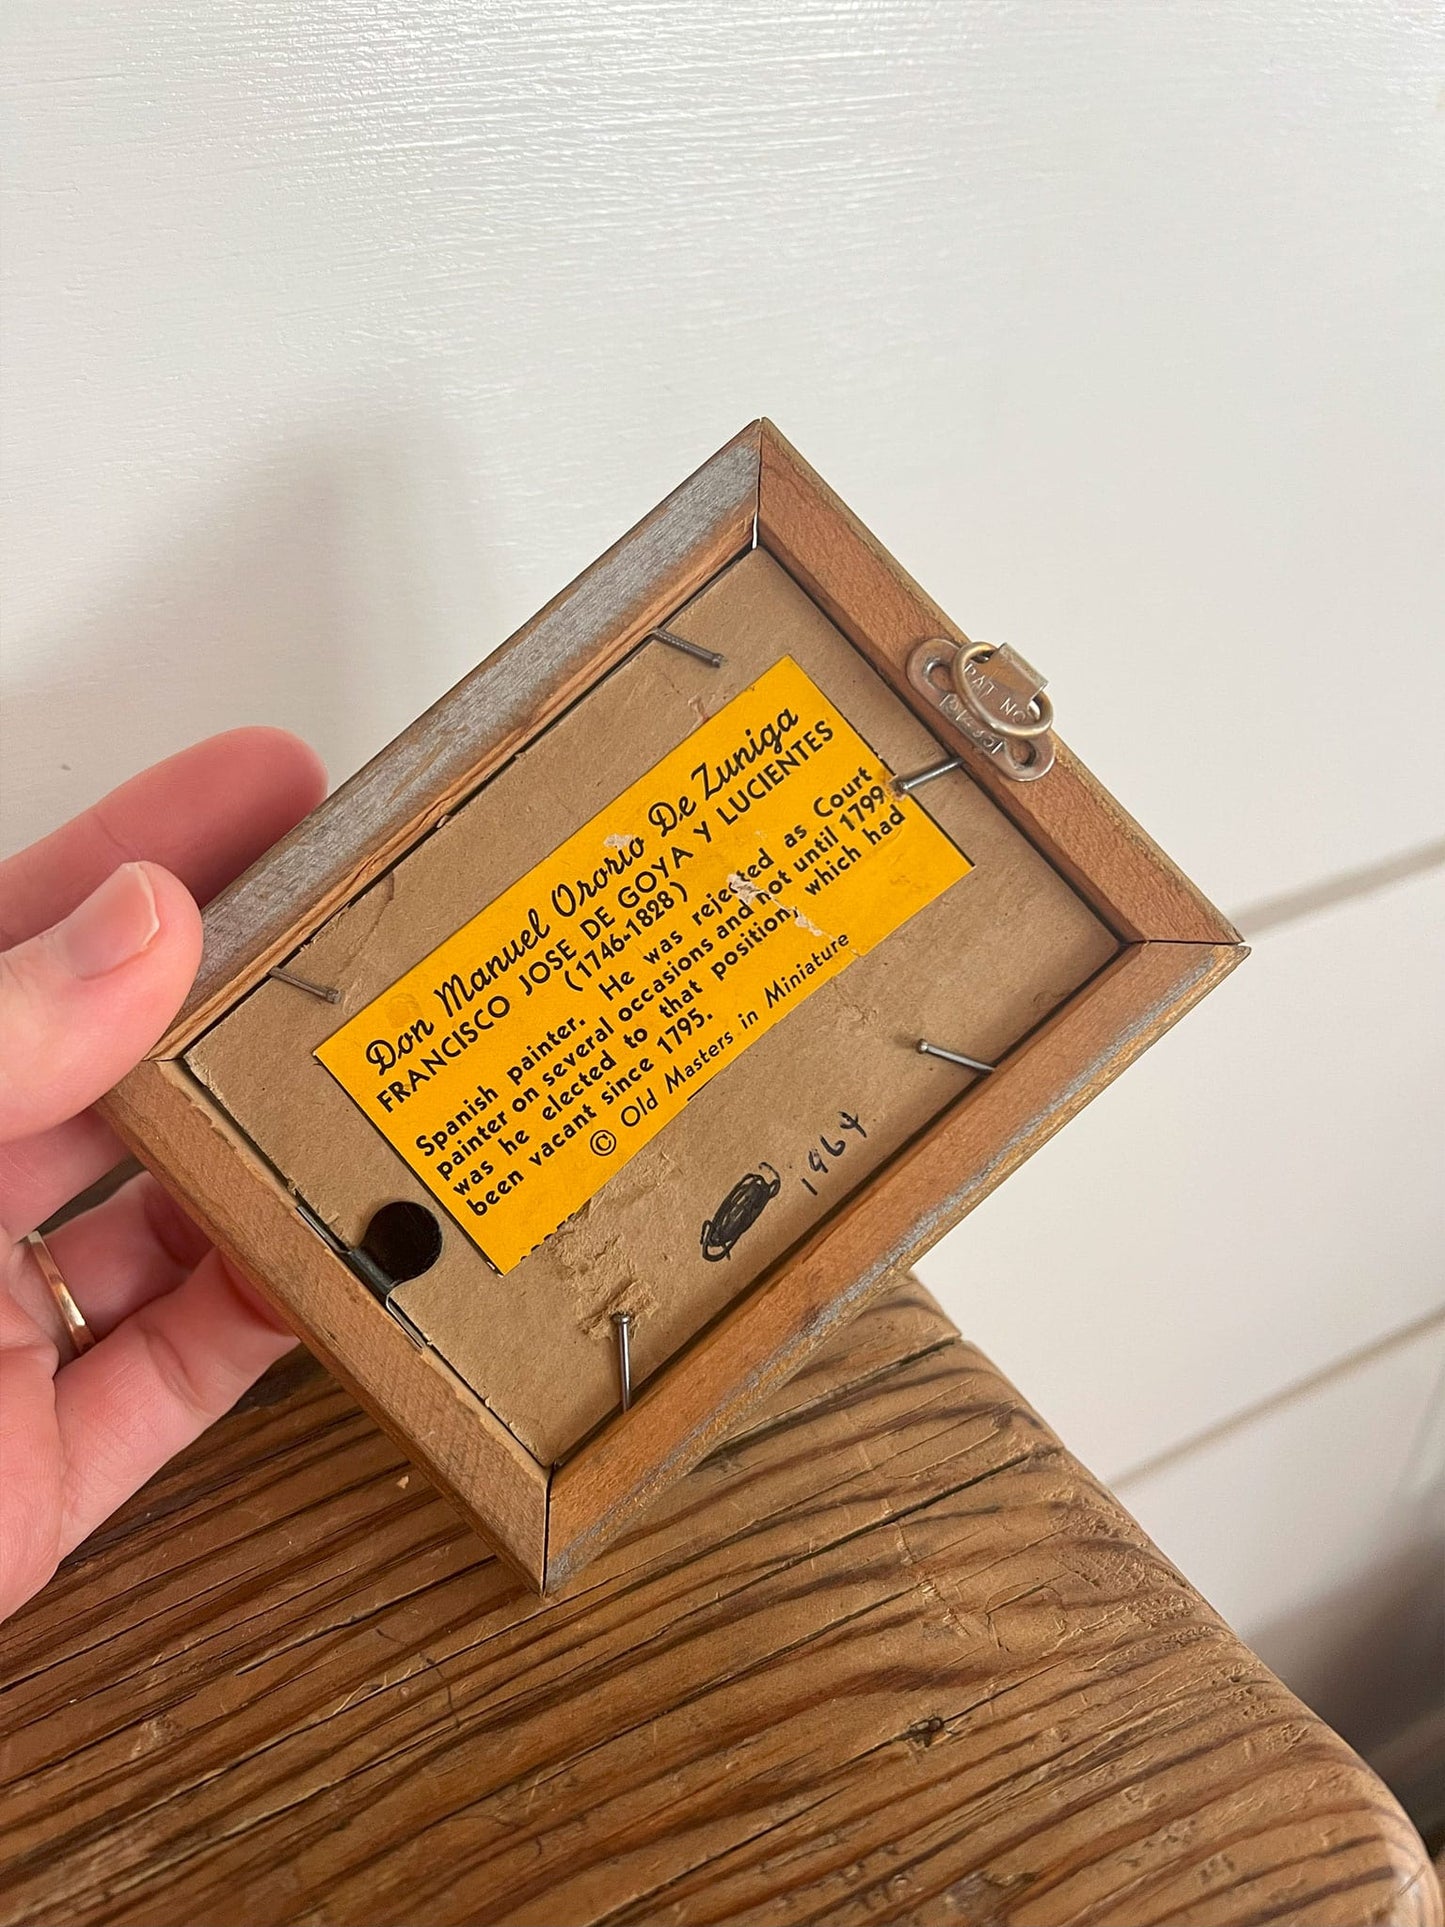 Don Manuel Ororio De Zuniga
FRANCISCO JOSE DE GOYA Y LUCIENTES
(1746-1828)
Spanish painter. He was rejected as Court
painter on several occasions and not until 1799
was he elected to that position, which had
been vacant since 1795.
© Old Masters in Miniature
1964
PAT NO